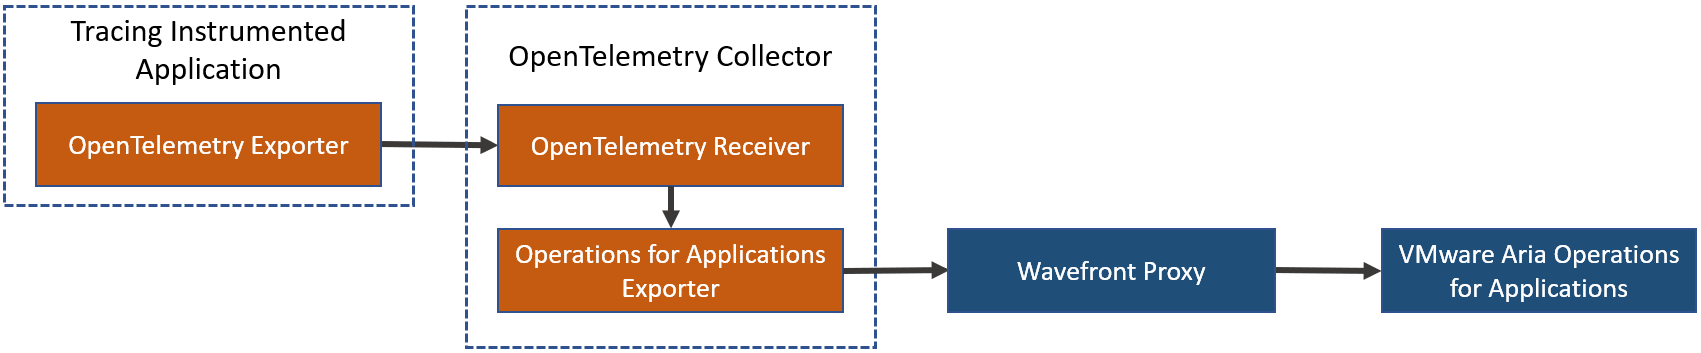 Tracing Instrumented
Application
OpenTelemetry Exporter
OpenTelemetry Collector
OpenTelemetry Receiver
Operations for Applications
Exporter
Wavefront Proxy
VMware Aria Operations
for Applications